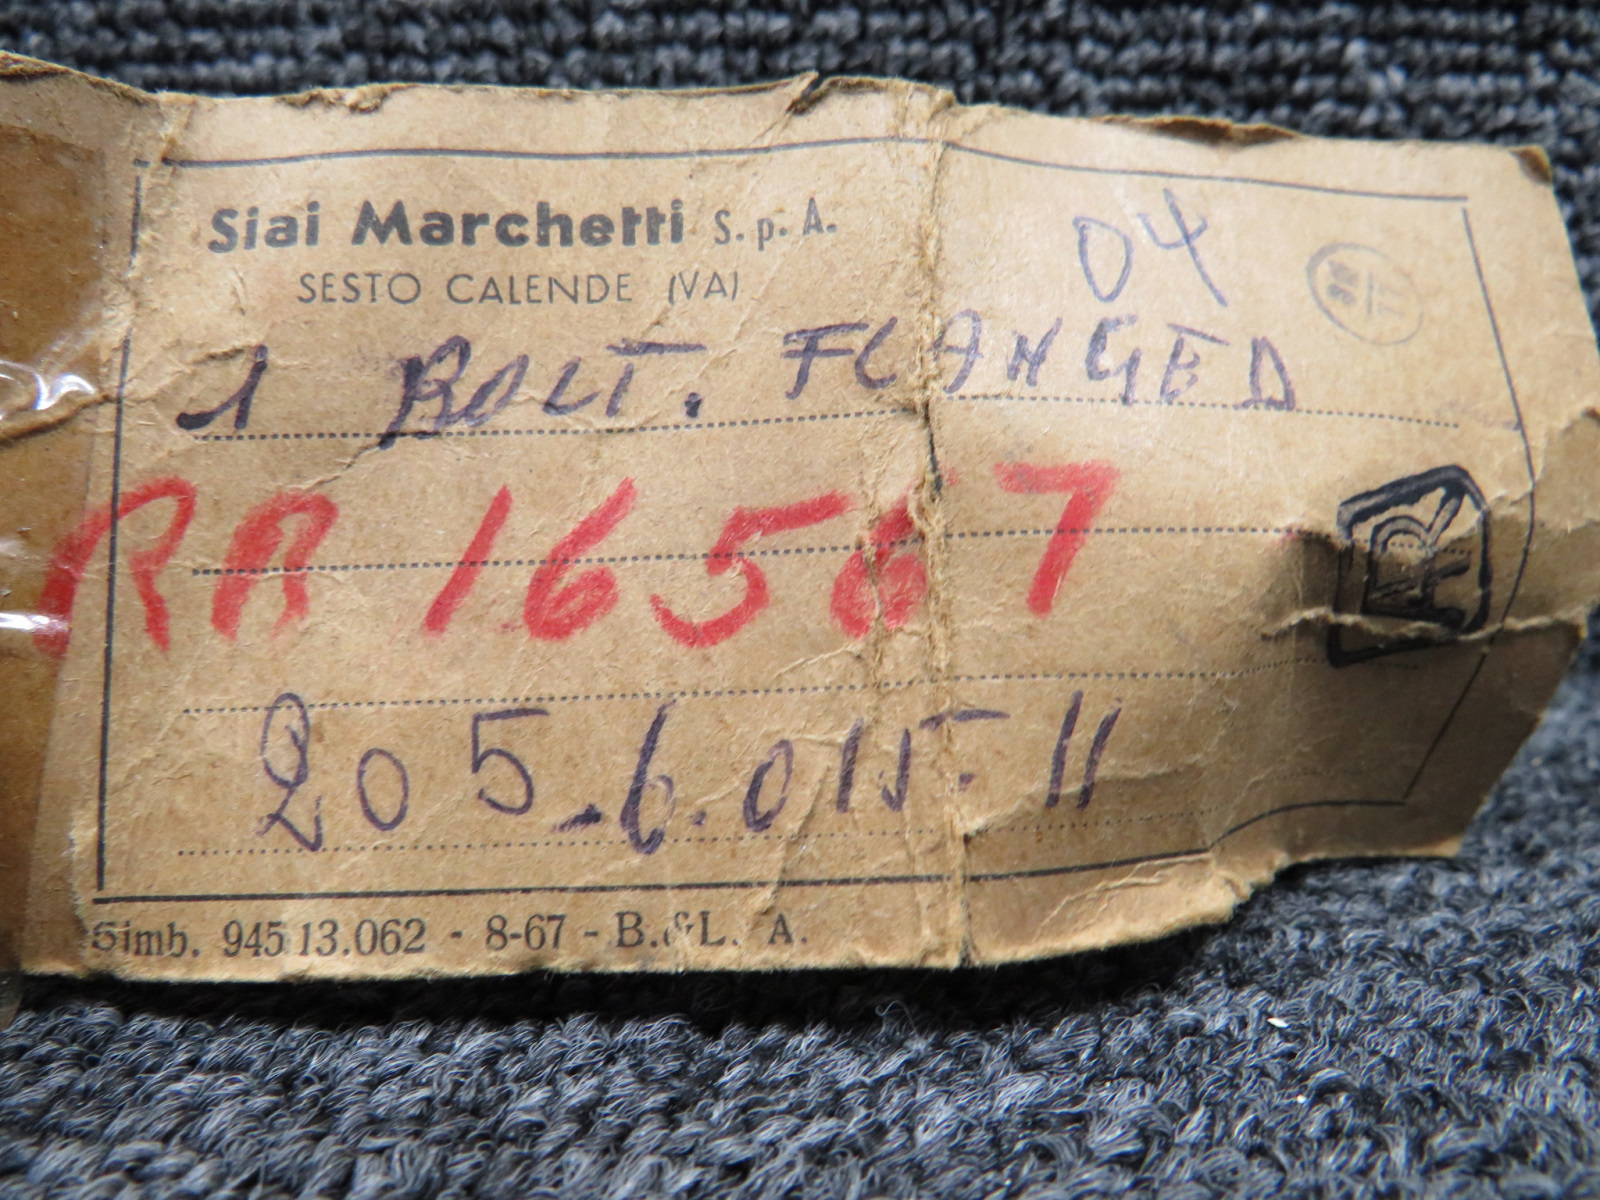 Siai Marchetti S.p.A.
SESTO CALENDE (VA)
04
1 BOLT. FLANGED
RR 16567
205-6.015-11
R
Simb. 94513.062 - 8-67 - B.&L. A.